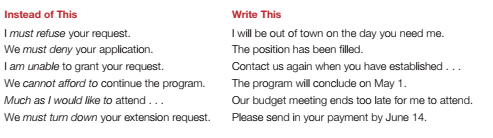 Instead of This Write This
I must refuse your request. I will be out of town on the day you need me.
We must deny your application. The position has been filled.
I am unable to grant your request. Contact us again when you have established . . .
We cannot afford to continue the program. The program will conclude on May 1.
Much as I would like to attend . . . Our budget meeting ends too late for me to attend.
We must turn down your extension request. Please send in your payment by June 14.